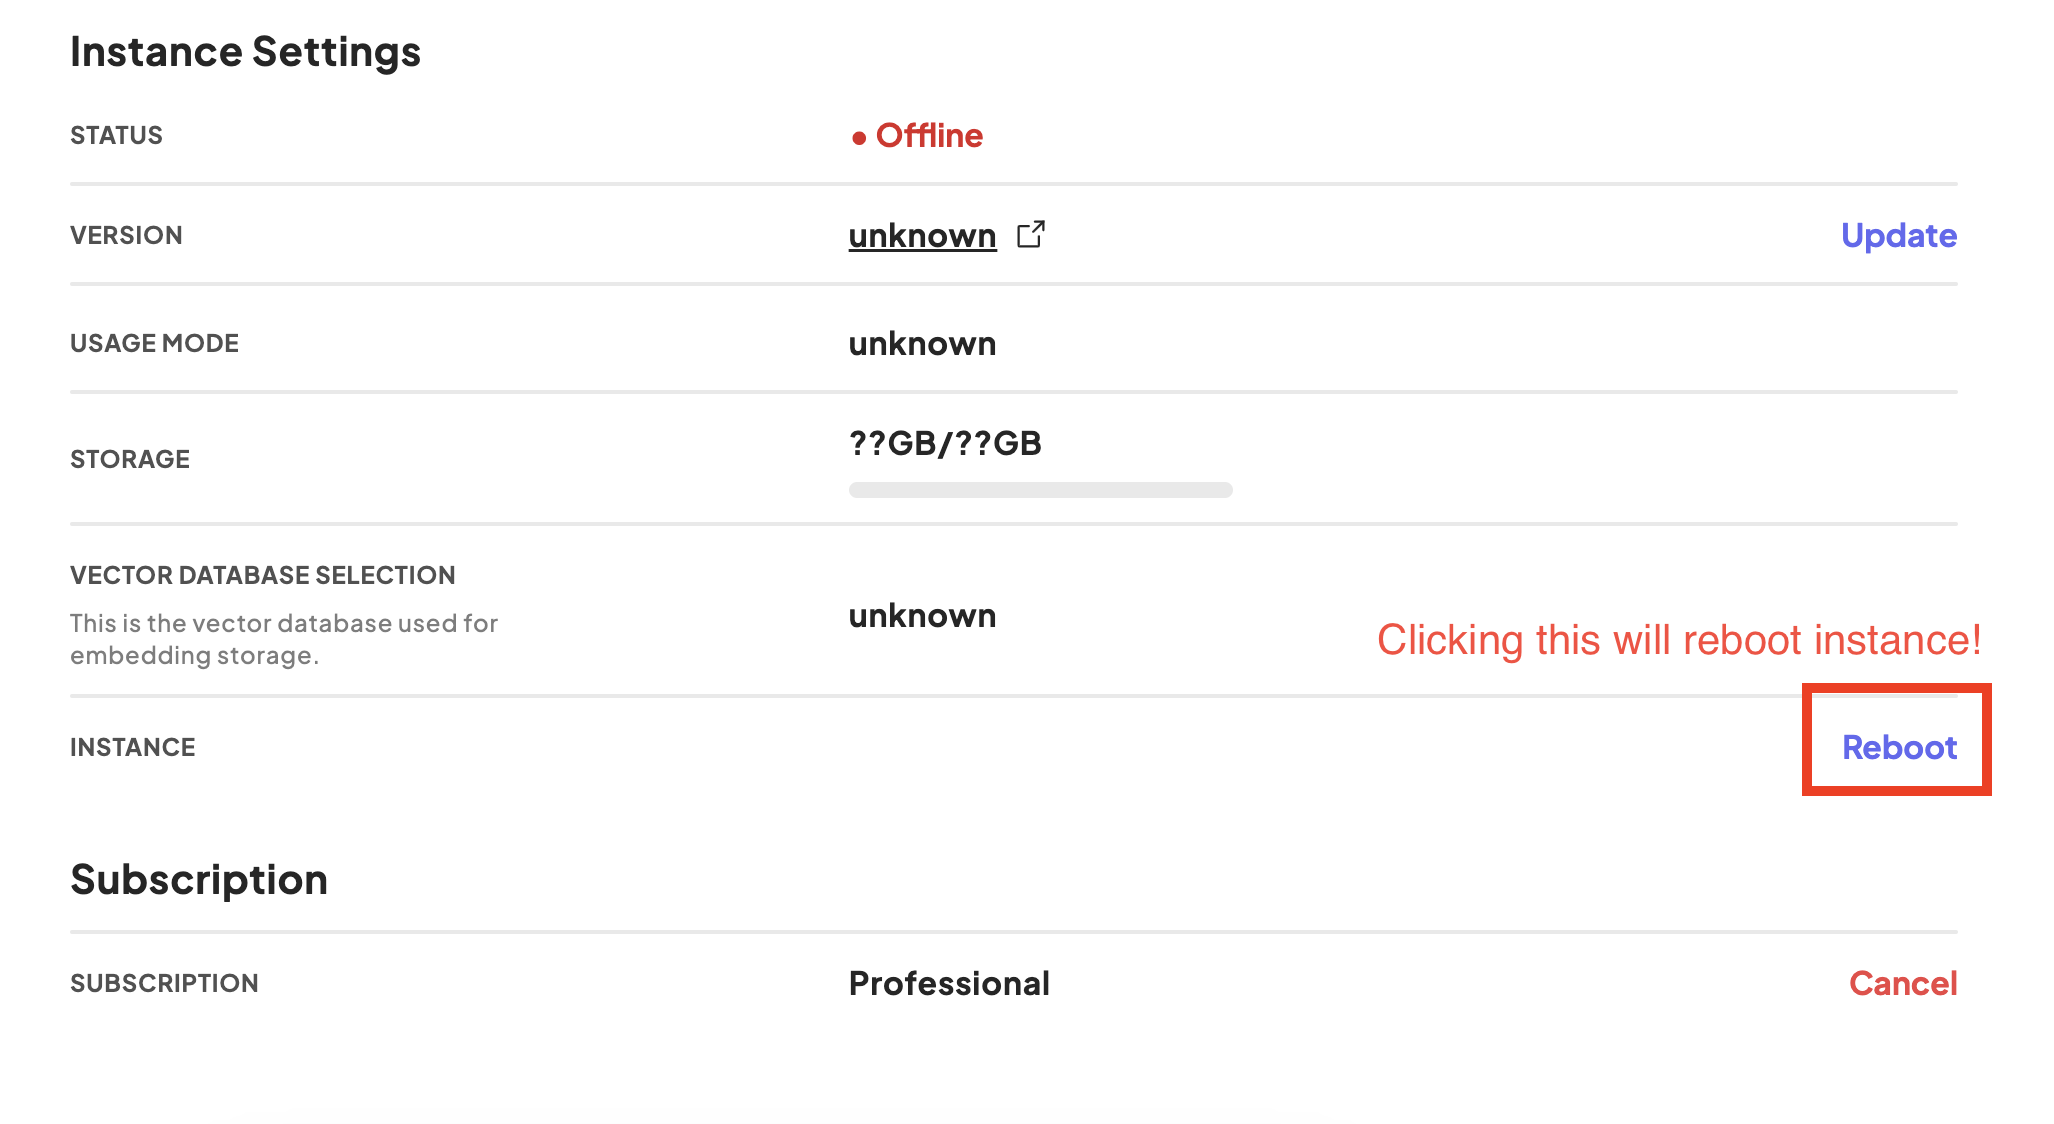 Instance Settings
STATUS
Offline
VERSION
unknown
Update
USAGE MODE
unknown
STORAGE
??GB/??GB
VECTOR DATABASE SELECTION
This is the vector database used for
embedding storage.
unknown
Clicking this will reboot instance!
INSTANCE
Reboot
Subscription
SUBSCRIPTION
Professional
Cancel